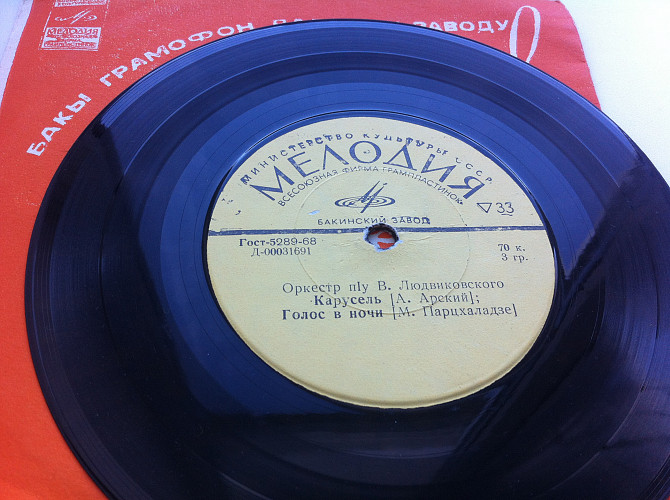 МЕЛОДИЯ
БАКЫ ГРАМОФОН ЗАВОДУ
МИНИСТЕРСТВО КУЛЬТУРЫ СССР
МЕЛОДИЯ
ВСЕСОЮЗНАЯ ФИРМА ГРАМПЛАСТИНОК
БАКИНСКИЙ ЗАВОД
33
Гост-5289-68
Д-00031691
70 к.
3 гр.
Оркестр п/у В. Людвиковского
Карусель [А. Арский];
Голос в ночи [М. Парцхаладзе]